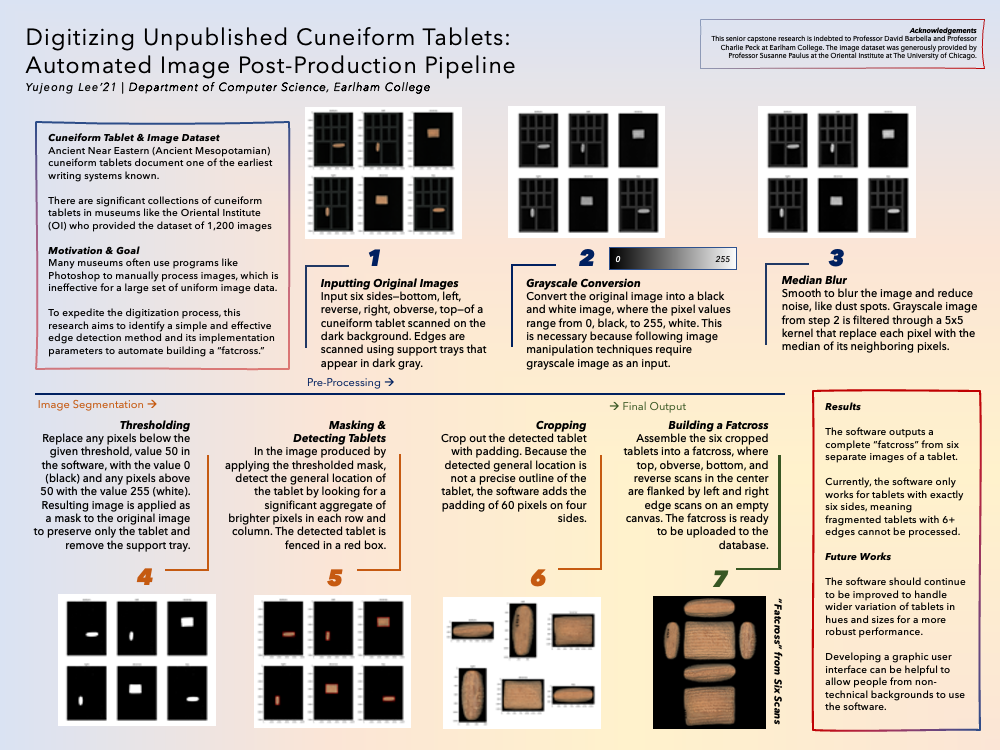 Digitizing Unpublished Cuneiform Tablets:
Automated Image Post-Production Pipeline
Yujeong Lee'21 | Department of Computer Science, Earlham College
Acknowledgements
This senior capstone research is indebted to Professor David Barbella and Professor
Charlie Peck at Earlham College. The image dataset was generously provided by
Professor Susanne Paulus at the Oriental Institute at The University of Chicago.
Cuneiform Tablet & Image Dataset
Ancient Near Eastern (Ancient Mesopotamian)
cuneiform tablets document one of the earliest
writing systems known.
There are significant collections of cuneiform
tablets in museums like the Oriental Institute
(OI) who provided the dataset of 1,200 images
Motivation & Goal
Many museums often use programs like
Photoshop to manually process images, which is
ineffective for a large set of uniform image data.
To expedite the digitization process, this
research aims to identify a simple and effective
edge detection method and its implementation
parameters to automate building a "fatcross."
1
Inputting Original Images
Input six sides—bottom, left,
reverse, right, obverse, top—of a
cuneiform tablet scanned on the
dark background. Edges are
scanned using support trays that
appear in dark gray.
2
0 255
Grayscale Conversion
Convert the original image into a black
and white image, where the pixel values
range from 0, black, to 255, white. This
is necessary because following image
manipulation techniques require
grayscale image as an input.
3
Median Blur
Smooth to blur the image and reduce
noise, like dust spots. Grayscale image
from step 2 is filtered through a 5x5
kernel that replace each pixel with the
median of its neighboring pixels.
Pre-Processing →
Image Segmentation →
→ Final Output
Thresholding
Replace any pixels below the
given threshold, value 50 in
the software, with the value 0
(black) and any pixels above
50 with the value 255 (white).
Resulting image is applied as
a mask to the original image
to preserve only the tablet and
remove the support tray.
4
Masking &
Detecting Tablets
In the image produced by
applying the thresholded mask,
detect the general location of
the tablet by looking for a
significant aggregate of
brighter pixels in each row and
column. The detected tablet is
fenced in a red box.
5
Cropping
Crop out the detected tablet
with padding. Because the
detected general location is
not a precise outline of the
tablet, the software adds the
padding of 60 pixels on four
sides.
6
Building a Fatcross
Assemble the six cropped
tablets into a fatcross, where
top, obverse, bottom, and
reverse scans in the center
are flanked by left and right
edge scans on an empty
canvas. The fatcross is ready
to be uploaded to the
database.
7
"Fatcross" from Six Scans
Results
The software outputs a
complete "fatcross" from six
separate images of a tablet.
Currently, the software only
works for tablets with exactly
six sides, meaning
fragmented tablets with 6+
edges cannot be processed.
Future Works
The software should continue
to be improved to handle
wider variation of tablets in
hues and sizes for a more
robust performance.
Developing a graphic user
interface can be helpful to
allow people from non-
technical backgrounds to use
the software.